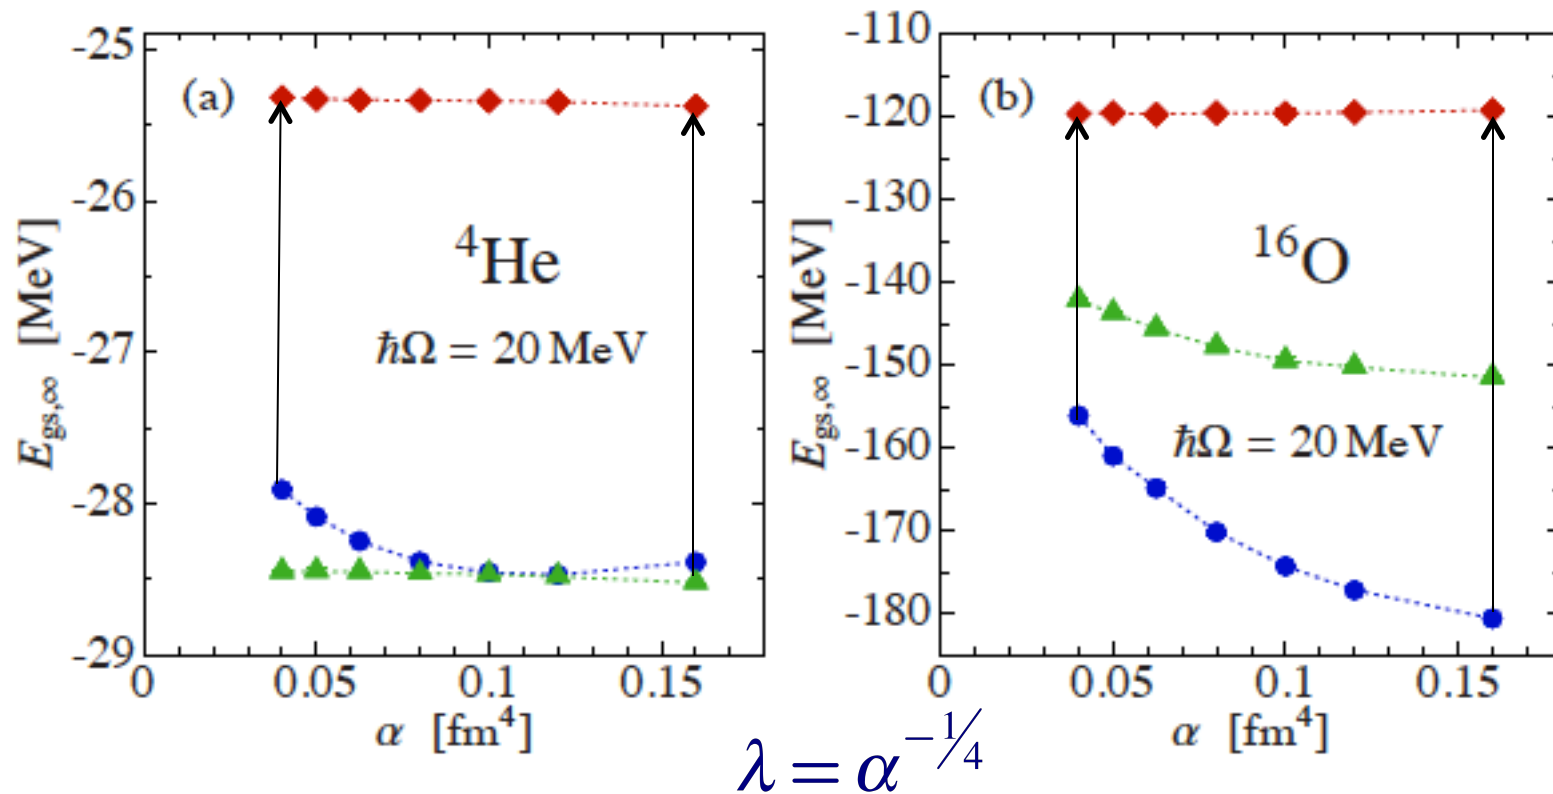 -25
-26
-27
-28
-29
E_gs,∞ [MeV]
(a)
⁴He
ħΩ = 20 MeV
0 0.05 0.1 0.15
α [fm⁴]
-110
-120
-130
-140
-150
-160
-170
-180
E_gs,∞ [MeV]
(b)
¹⁶O
ħΩ = 20 MeV
0 0.05 0.1 0.15
α [fm⁴]
λ = α^{-1/4}